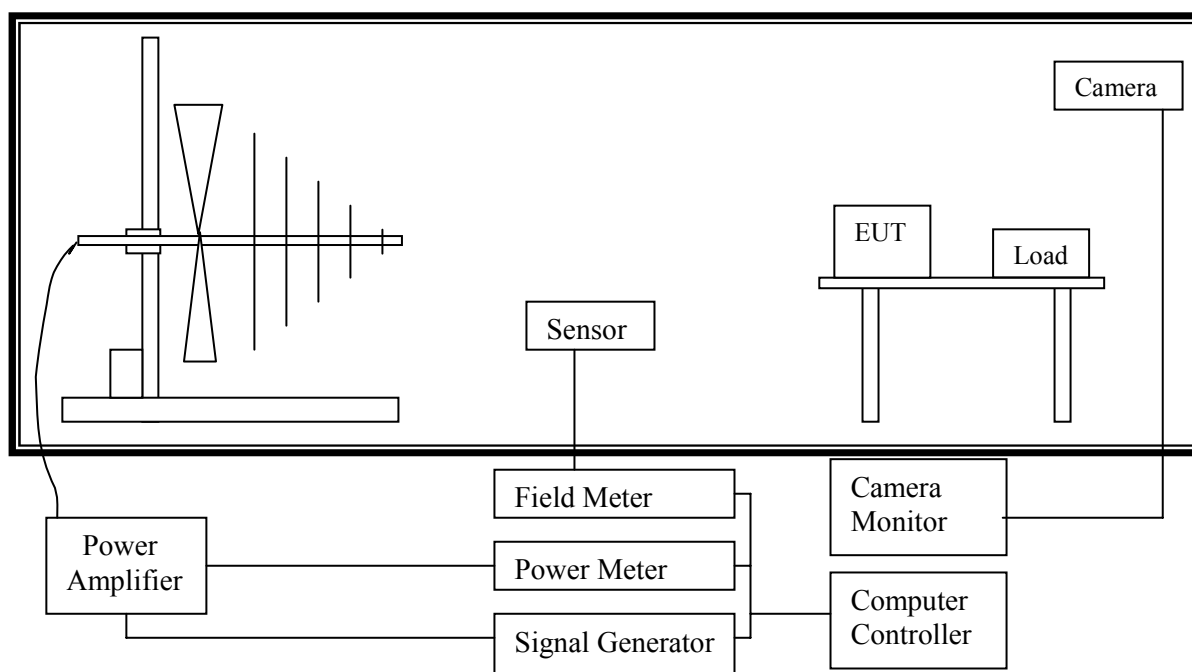 Camera
EUT
Load
Sensor
Field Meter
Camera
Monitor
Power
Amplifier
Power Meter
Computer
Controller
Signal Generator